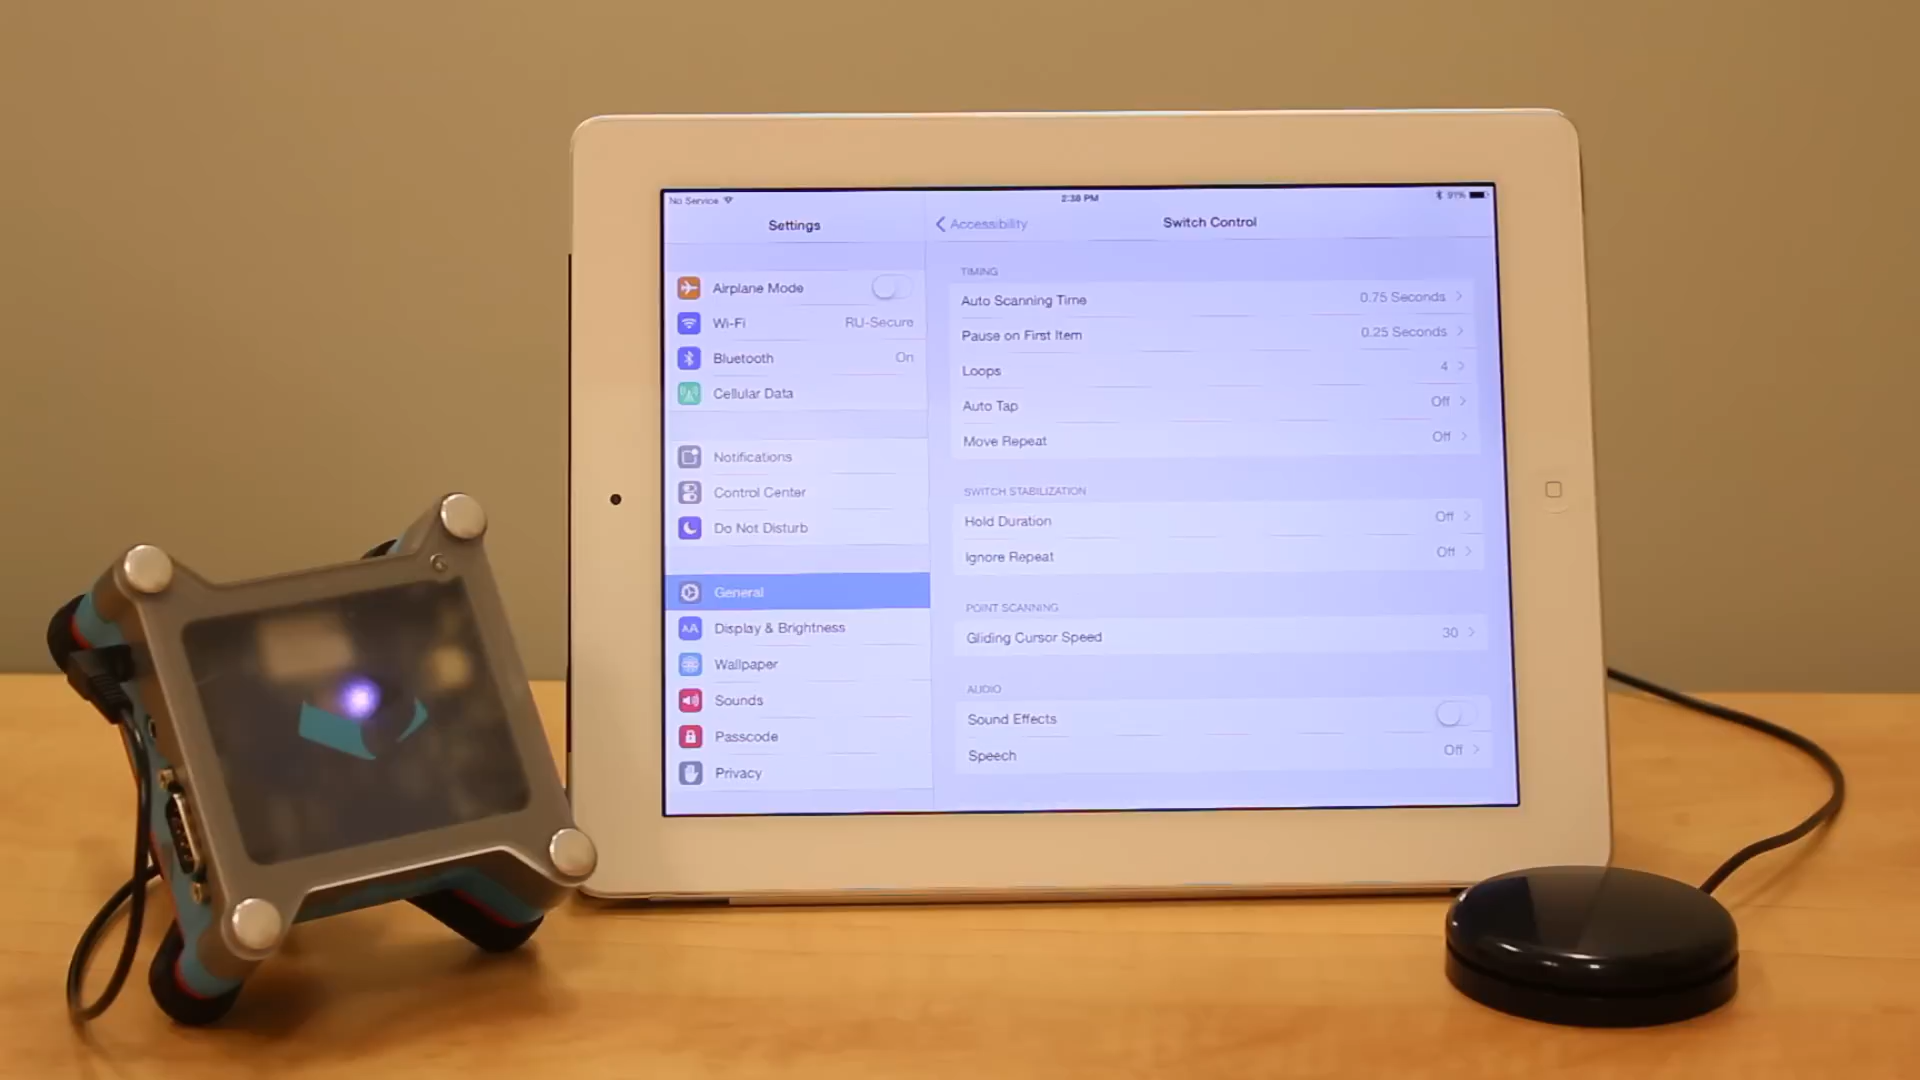 No Service
2:38 PM
91%
Settings
Accessibility
Switch Control
Airplane Mode
Wi-Fi RU-Secure
Bluetooth On
Cellular Data
Notifications
Control Center
Do Not Disturb
General
AA Display & Brightness
Wallpaper
Sounds
Passcode
Privacy
TIMING
Auto Scanning Time 0.75 Seconds
Pause on First Item 0.25 Seconds
Loops 4
Auto Tap Off
Move Repeat Off
SWITCH STABILIZATION
Hold Duration Off
Ignore Repeat Off
POINT SCANNING
Gliding Cursor Speed 30
AUDIO
Sound Effects
Speech Off